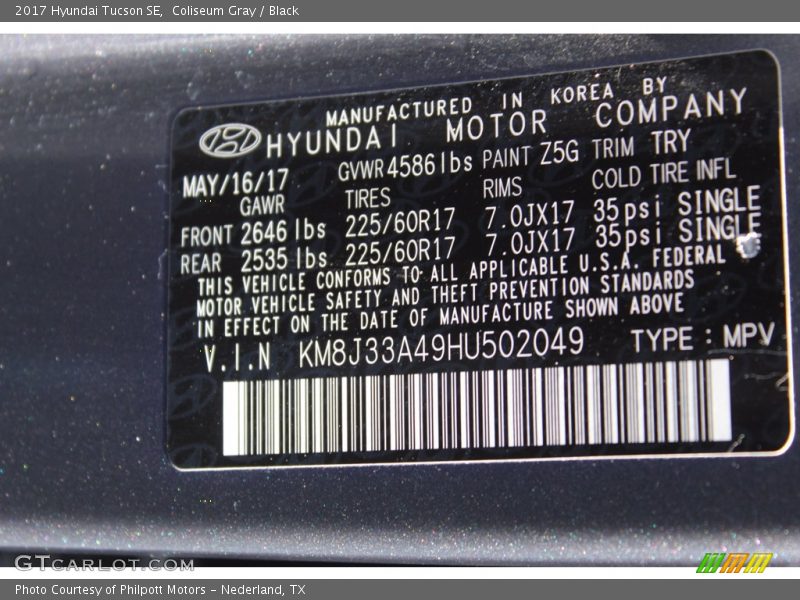 2017 Hyundai Tucson SE, Coliseum Gray / Black
MANUFACTURED IN KOREA BY
HYUNDAI MOTOR COMPANY
MAY/16/17 GVWR 4586 lbs PAINT Z5G TRIM TRY
GAWR TIRES RIMS COLD TIRE INFL
FRONT 2646 lbs 225/60R17 7.0JX17 35psi SINGLE
REAR 2535 lbs 225/60R17 7.0JX17 35psi SINGLE
THIS VEHICLE CONFORMS TO ALL APPLICABLE U.S.A. FEDERAL
MOTOR VEHICLE SAFETY AND THEFT PREVENTION STANDARDS
IN EFFECT ON THE DATE OF MANUFACTURE SHOWN ABOVE
V.I.N KM8J33A49HU502049 TYPE : MPV
GTCARLOT.COM
Photo Courtesy of Philpott Motors - Nederland, TX